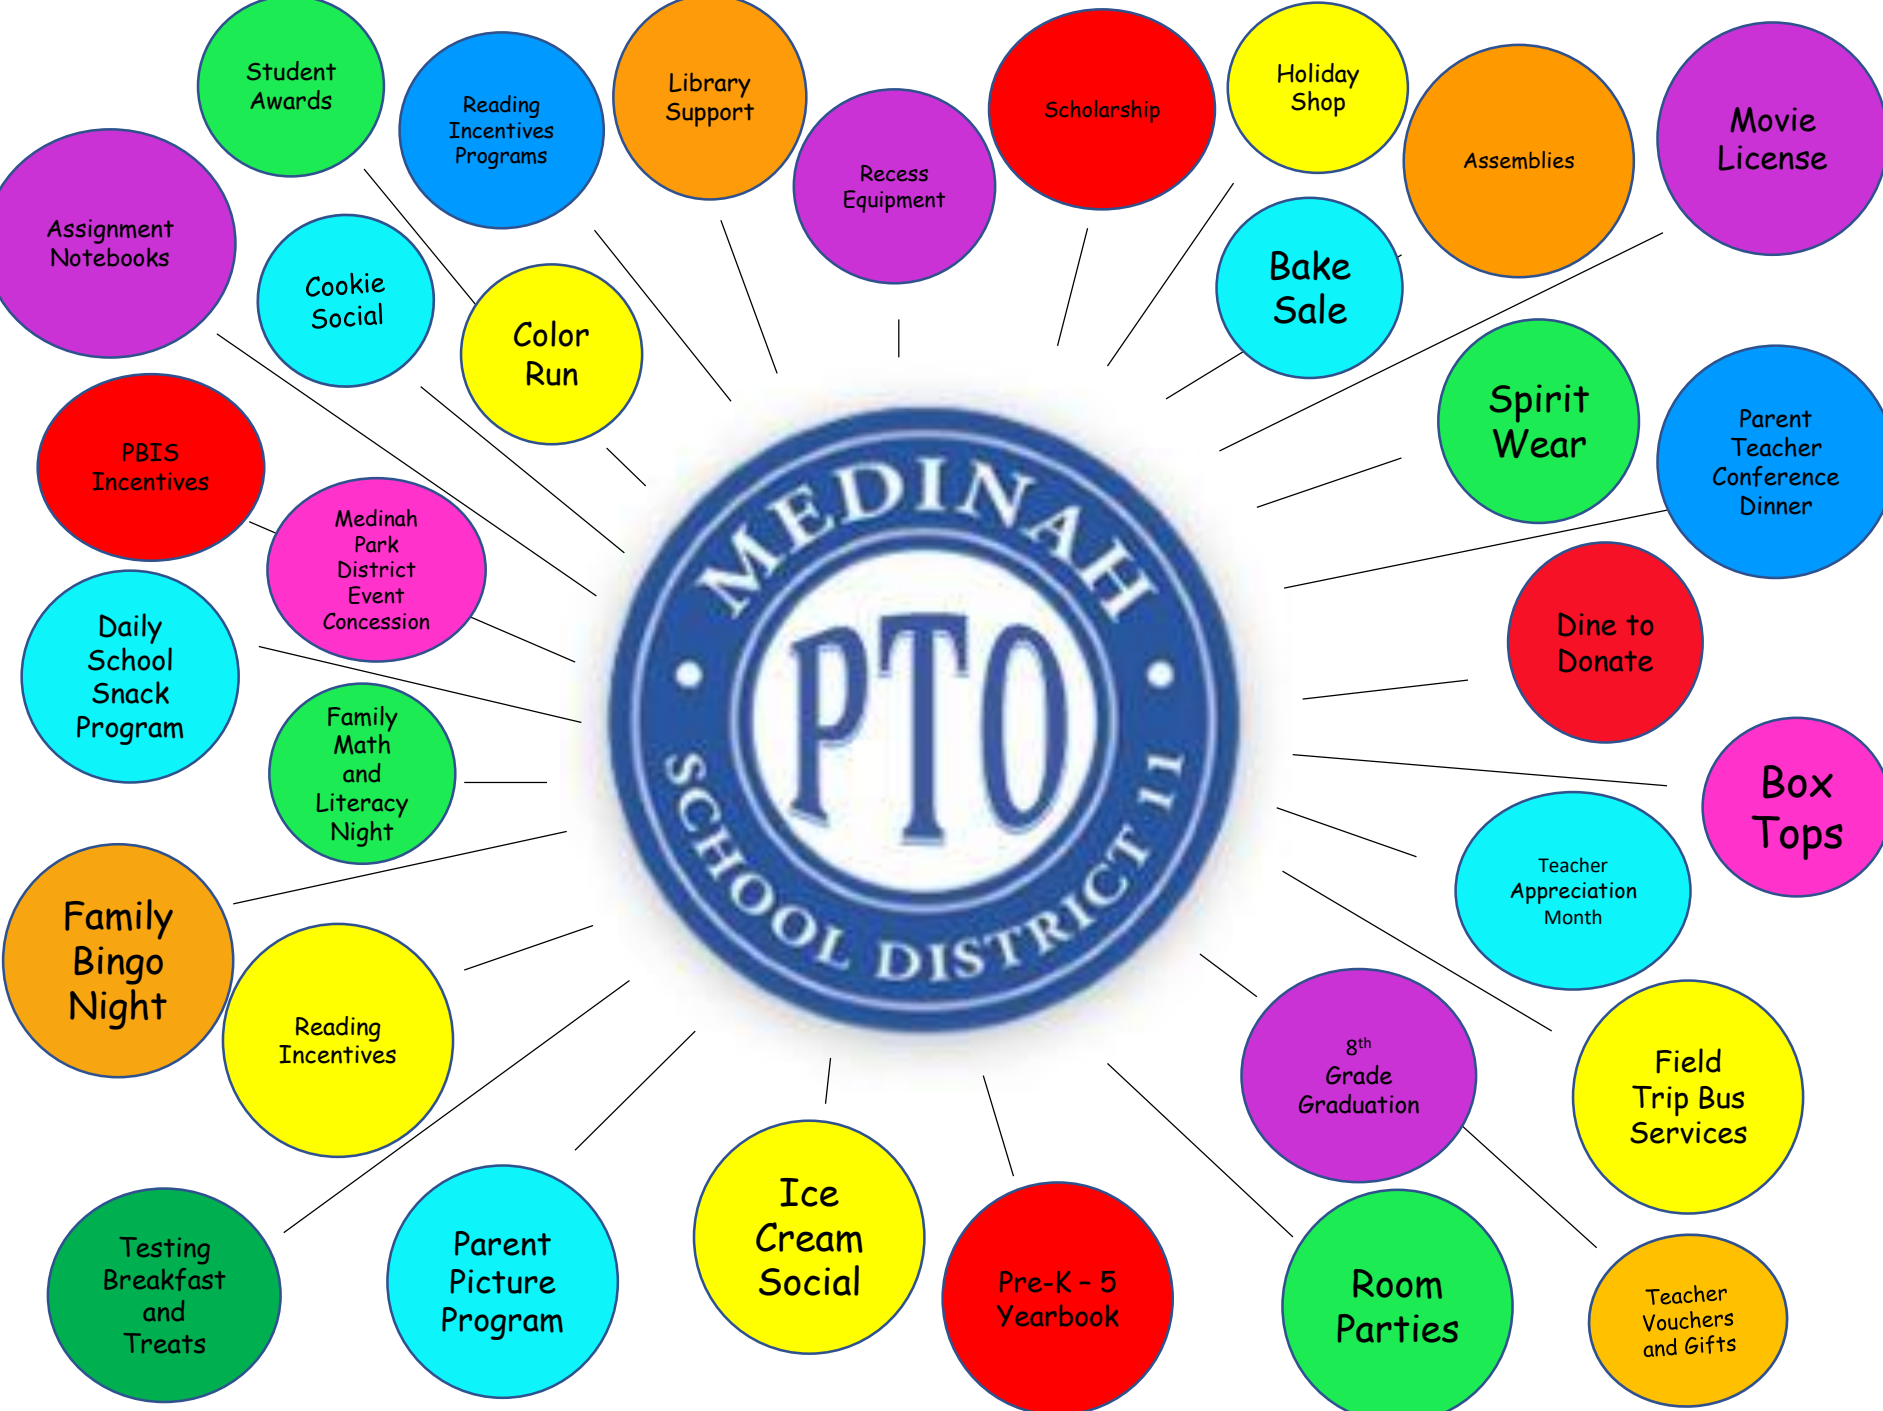 Student
Awards
Reading
Incentives
Programs
Library
Support
Recess
Equipment
Scholarship
Holiday
Shop
Assemblies
Movie
License
Assignment
Notebooks
Cookie
Social
Color
Run
Bake
Sale
Spirit
Wear
Parent
Teacher
Conference
Dinner
PBIS
Incentives
Medinah
Park
District
Event
Concession
MEDINAH
PTO
SCHOOL DISTRICT 11
Dine to
Donate
Daily
School
Snack
Program
Family
Math
and
Literacy
Night
Box
Tops
Teacher
Appreciation
Month
Family
Bingo
Night
Reading
Incentives
8th
Grade
Graduation
Field
Trip Bus
Services
Testing
Breakfast
and
Treats
Parent
Picture
Program
Ice
Cream
Social
Pre-K – 5
Yearbook
Room
Parties
Teacher
Vouchers
and Gifts